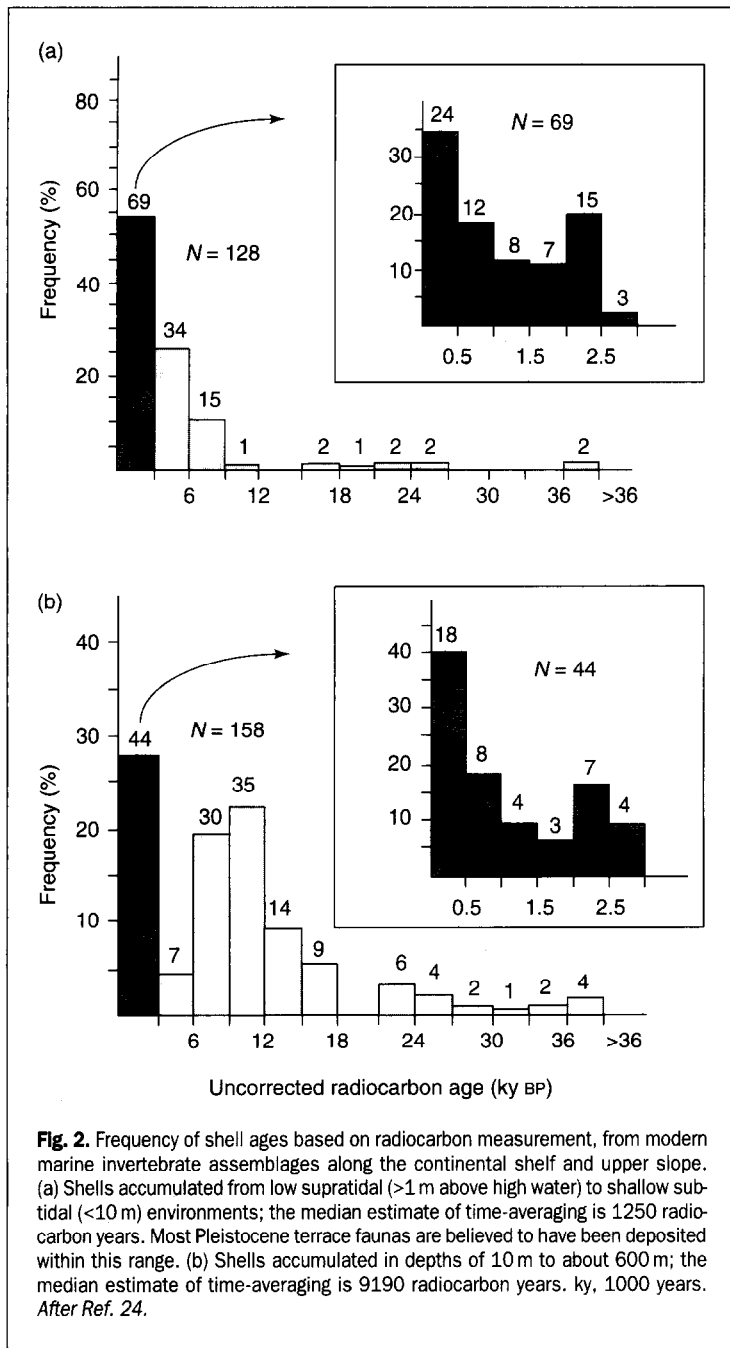 (a)
Frequency (%)
80
60
40
20
69
34
15
1
2
1
2
2
2
N = 128
6 12 18 24 30 36 >36
N = 69
30
20
10
24
12
8
7
15
3
0.5 1.5 2.5
(b)
Frequency (%)
40
30
20
10
44
7
30
35
14
9
6
4
2
1
2
4
N = 158
6 12 18 24 30 36 >36
N = 44
40
30
20
10
18
8
4
3
7
4
0.5 1.5 2.5
Uncorrected radiocarbon age (ky BP)
Fig. 2. Frequency of shell ages based on radiocarbon measurement, from modern
marine invertebrate assemblages along the continental shelf and upper slope.
(a) Shells accumulated from low supratidal (>1 m above high water) to shallow sub-
tidal (<10 m) environments; the median estimate of time-averaging is 1250 radio-
carbon years. Most Pleistocene terrace faunas are believed to have been deposited
within this range. (b) Shells accumulated in depths of 10 m to about 600 m; the
median estimate of time-averaging is 9190 radiocarbon years. ky, 1000 years.
After Ref. 24.